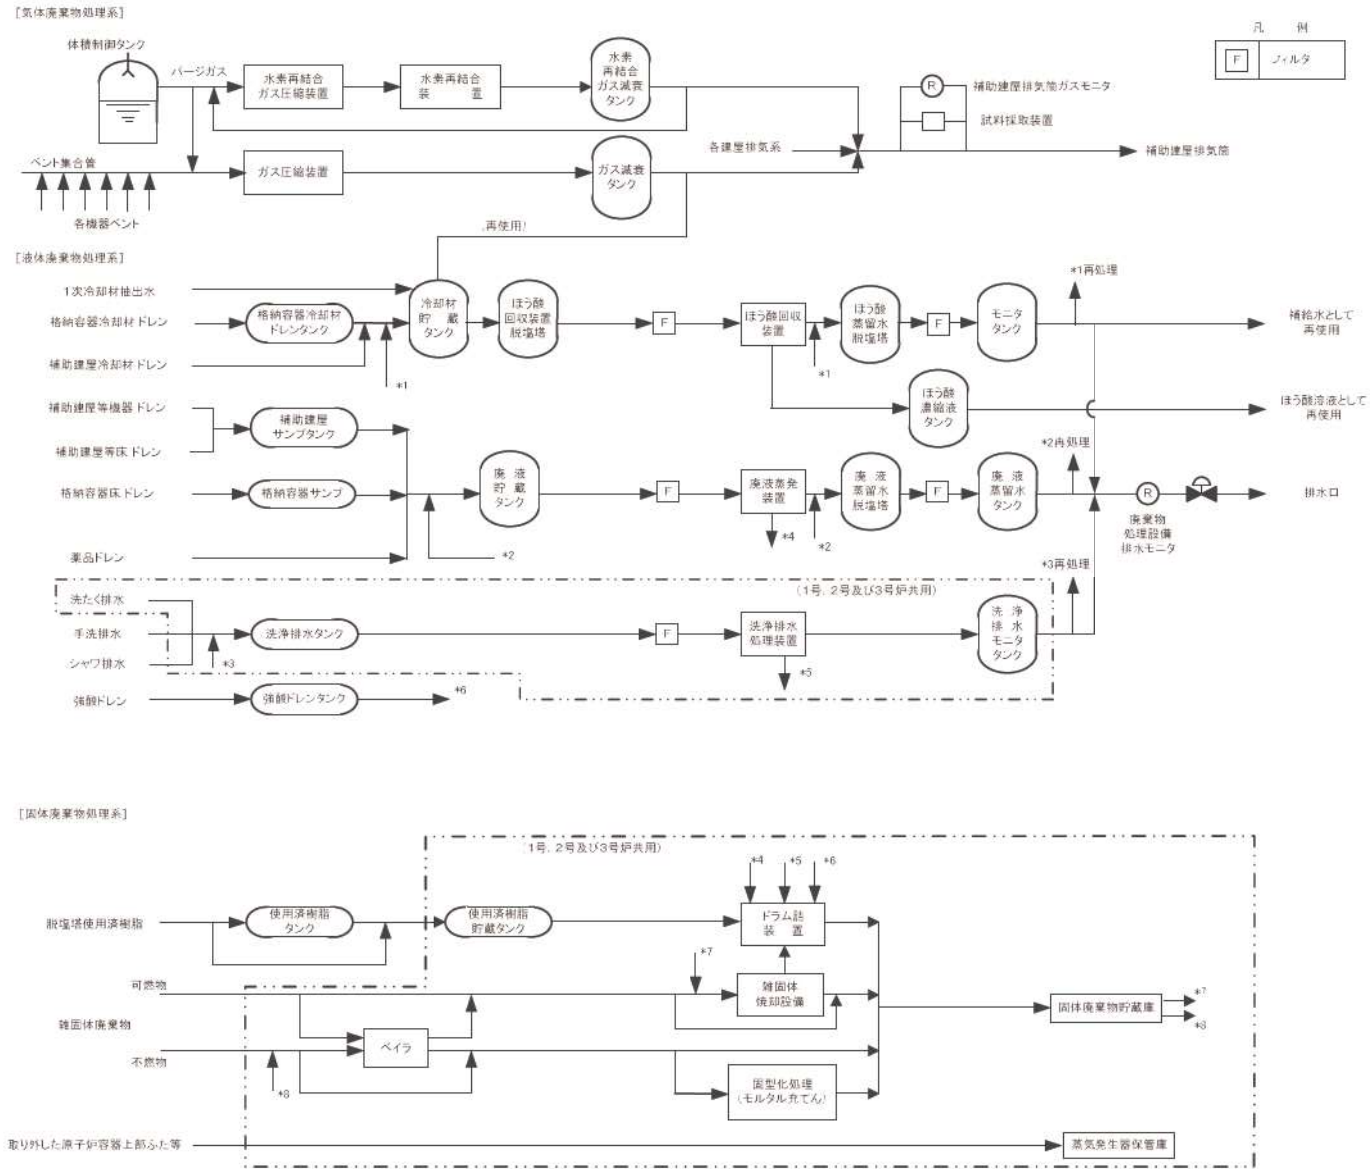 [気体廃棄物処理系]
凡 例
F
フィルタ
体積制御タンク
パージガス
水素再結合
ガス圧縮装置
水素再結合
装 置
水素
再結合
ガス減衰
タンク
R
補助建屋排気筒ガスモニタ
試料採取装置
各建屋排気系
補助建屋排気筒
ベント集合管
ガス圧縮装置
ガス減衰
タンク
各機器ベント
(再使用)
[液体廃棄物処理系]
1次冷却材抽出水
格納容器冷却材ドレン
格納容器冷却材
ドレンタンク
冷却材
貯 蔵
タンク
ほう酸
回収装置
脱塩塔
F
ほう酸回収
装置
ほう酸
蒸留水
脱塩塔
F
モニタ
タンク
*1再処理
補給水として
再使用
補助建屋冷却材ドレン
*1
*1
補助建屋等機器ドレン
補助建屋等床ドレン
補助建屋
サンプタンク
ほう酸
濃縮液
タンク
ほう酸溶液として
再使用
格納容器床ドレン
格納容器サンプ
廃 液
貯 蔵
タンク
F
廃液蒸発
装置
廃 液
蒸留水
脱塩塔
F
廃 液
蒸留水
タンク
*2再処理
R
廃棄物
処理設備
排水モニタ
排水口
薬品ドレン
*2
*4
*2
(1号, 2号及び3号炉共用)
洗たく排水
手洗排水
シャワ排水
*3
洗浄排水タンク
F
洗浄排水
処理装置
*5
洗 浄
排 水
モニタ
タンク
*3再処理
強酸ドレン
強酸ドレンタンク
*6
[固体廃棄物処理系]
(1号, 2号及び3号炉共用)
*4
*5
*6
脱塩塔使用済樹脂
使用済樹脂
タンク
使用済樹脂
貯蔵タンク
ドラム詰
装 置
*7
可燃物
雑固体
焼却設備
雑固体廃棄物
ベイラ
不燃物
*8
固型化処理
(モルタル充てん)
固体廃棄物貯蔵庫
*7
*8
取り外した原子炉容器上部ふた等
蒸気発生器保管庫